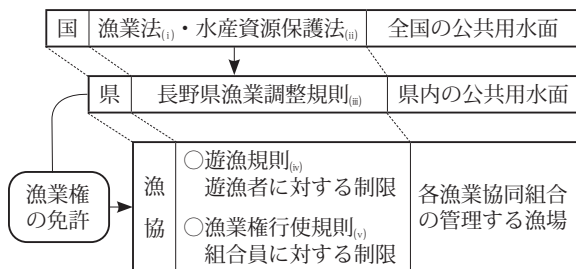 国 漁業法(ⅰ)・水産資源保護法(ⅱ) 全国の公共用水面
県 長野県漁業調整規則(ⅲ) 県内の公共用水面
漁業権
の免許
漁
協
○遊漁規則(ⅳ)
遊漁者に対する制限
○漁業権行使規則(ⅴ)
組合員に対する制限
各漁業協同組合
の管理する漁場